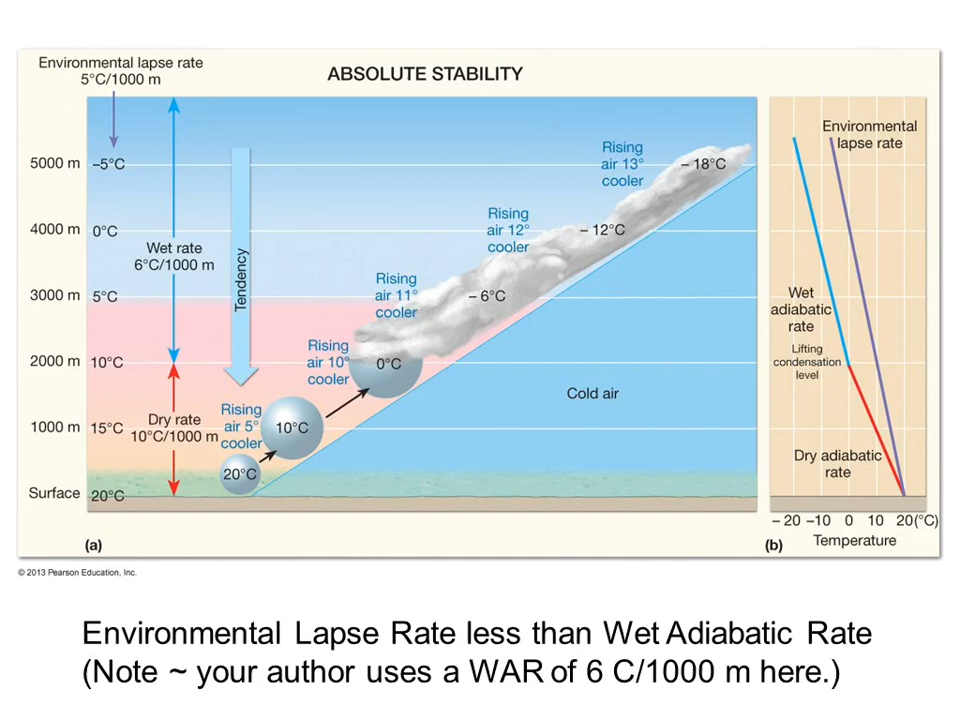 Environmental lapse rate
5°C/1000 m
ABSOLUTE STABILITY
5000 m
–5°C
4000 m
0°C
3000 m
5°C
2000 m
10°C
1000 m
15°C
Surface
20°C
Wet rate
6°C/1000 m
Dry rate
10°C/1000 m
Tendency
Rising
air 5°
cooler
Rising
air 10°
cooler
Rising
air 11°
cooler
Rising
air 12°
cooler
Rising
air 13°
cooler
20°C
10°C
0°C
– 6°C
– 12°C
– 18°C
Cold air
(a)
Environmental
lapse rate
Wet
adiabatic
rate
Lifting
condensation
level
Dry adiabatic
rate
– 20 –10 0 10 20(°C)
Temperature
(b)
© 2013 Pearson Education, Inc.
Environmental Lapse Rate less than Wet Adiabatic Rate
(Note ~ your author uses a WAR of 6 C/1000 m here.)